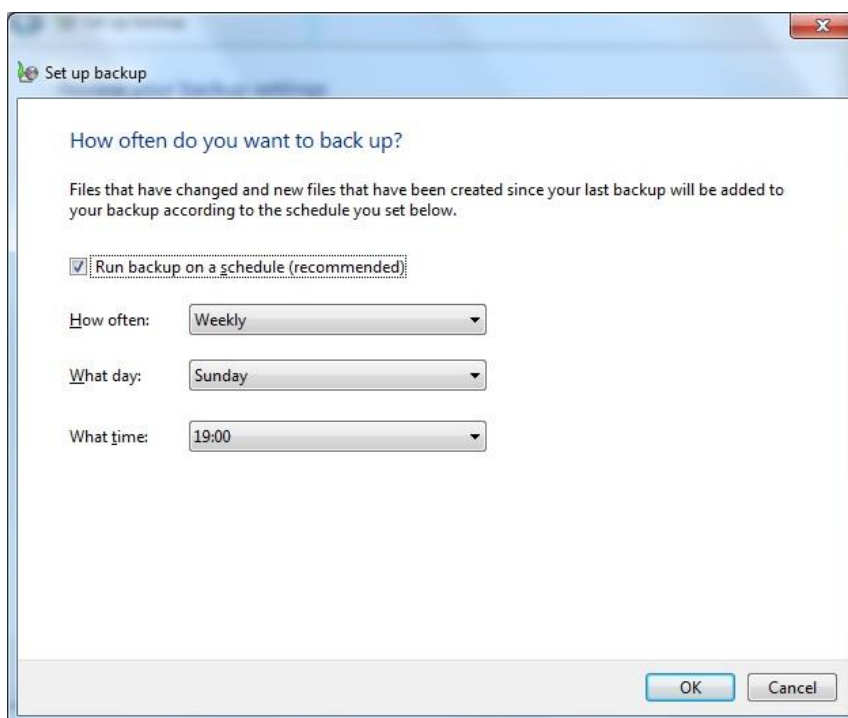 Set up backup
How often do you want to back up?
Files that have changed and new files that have been created since your last backup will be added to
your backup according to the schedule you set below.
Run backup on a schedule (recommended)
How often: Weekly
What day: Sunday
What time: 19:00
OK Cancel